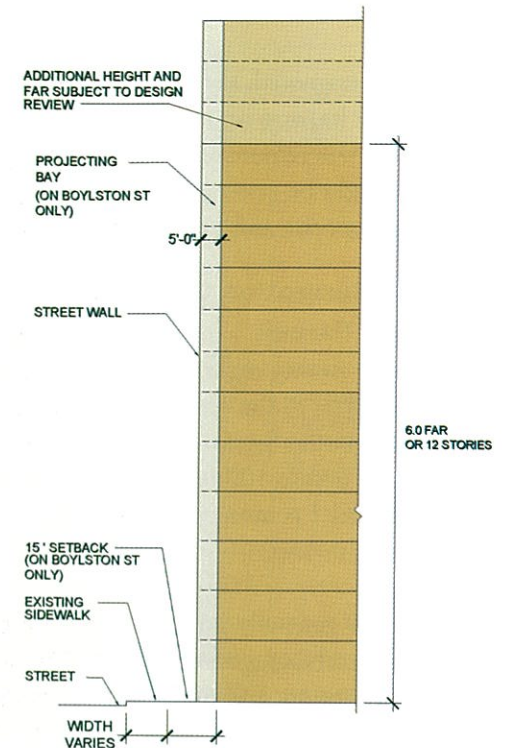 ADDITIONAL HEIGHT AND
FAR SUBJECT TO DESIGN
REVIEW
PROJECTING
BAY
(ON BOYLSTON ST
ONLY)
5'-0"
STREET WALL
6.0 FAR
OR 12 STORIES
15 ' SETBACK
(ON BOYLSTON ST
ONLY)
EXISTING
SIDEWALK
STREET
WIDTH
VARIES